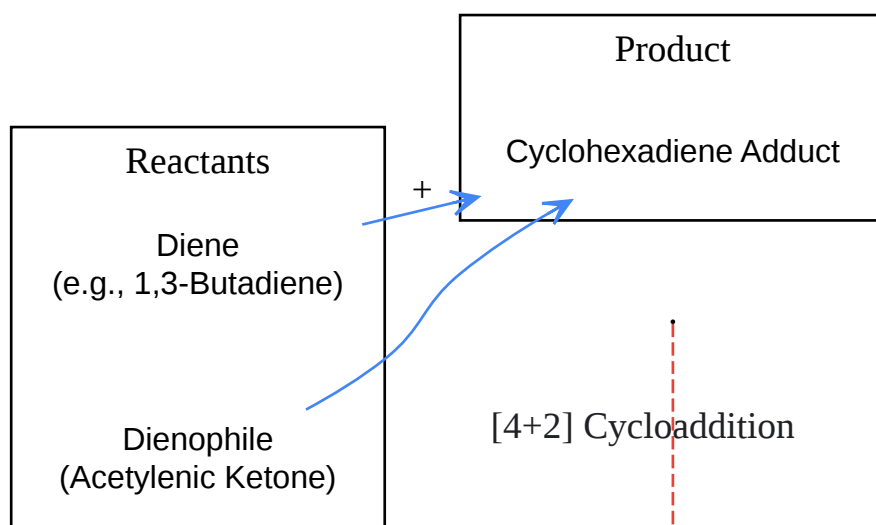 Product
Cyclohexadiene Adduct
Reactants
+
Diene
(e.g., 1,3-Butadiene)
Dienophile
(Acetylenic Ketone)
[4+2] Cycloaddition